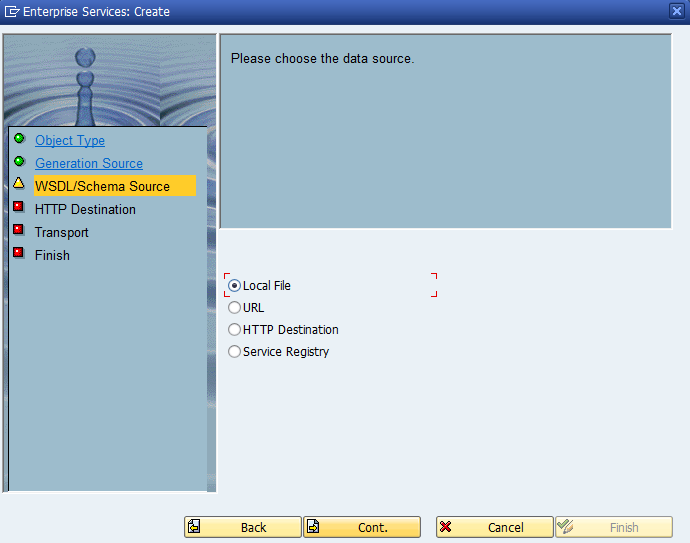 Enterprise Services: Create
Please choose the data source.
Object Type
Generation Source
WSDL/Schema Source
HTTP Destination
Transport
Finish
Local File
URL
HTTP Destination
Service Registry
Back
Cont.
Cancel
Finish